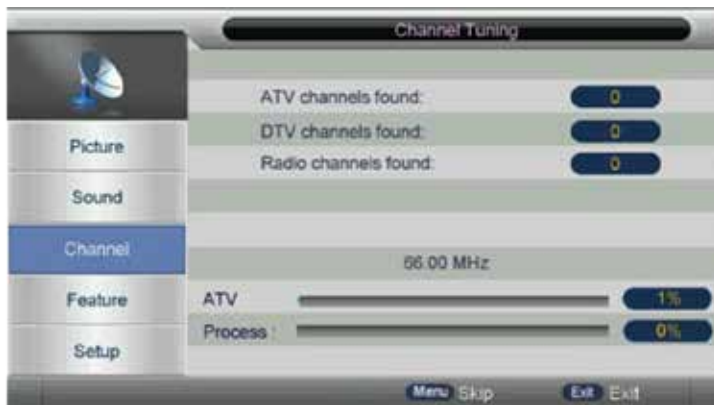 Channel Tuning
ATV channels found: 0
DTV channels found: 0
Radio channels found: 0
66.00 MHz
ATV 1%
Process : 0%
Picture
Sound
Channel
Feature
Setup
Menu Skip Exit Exit